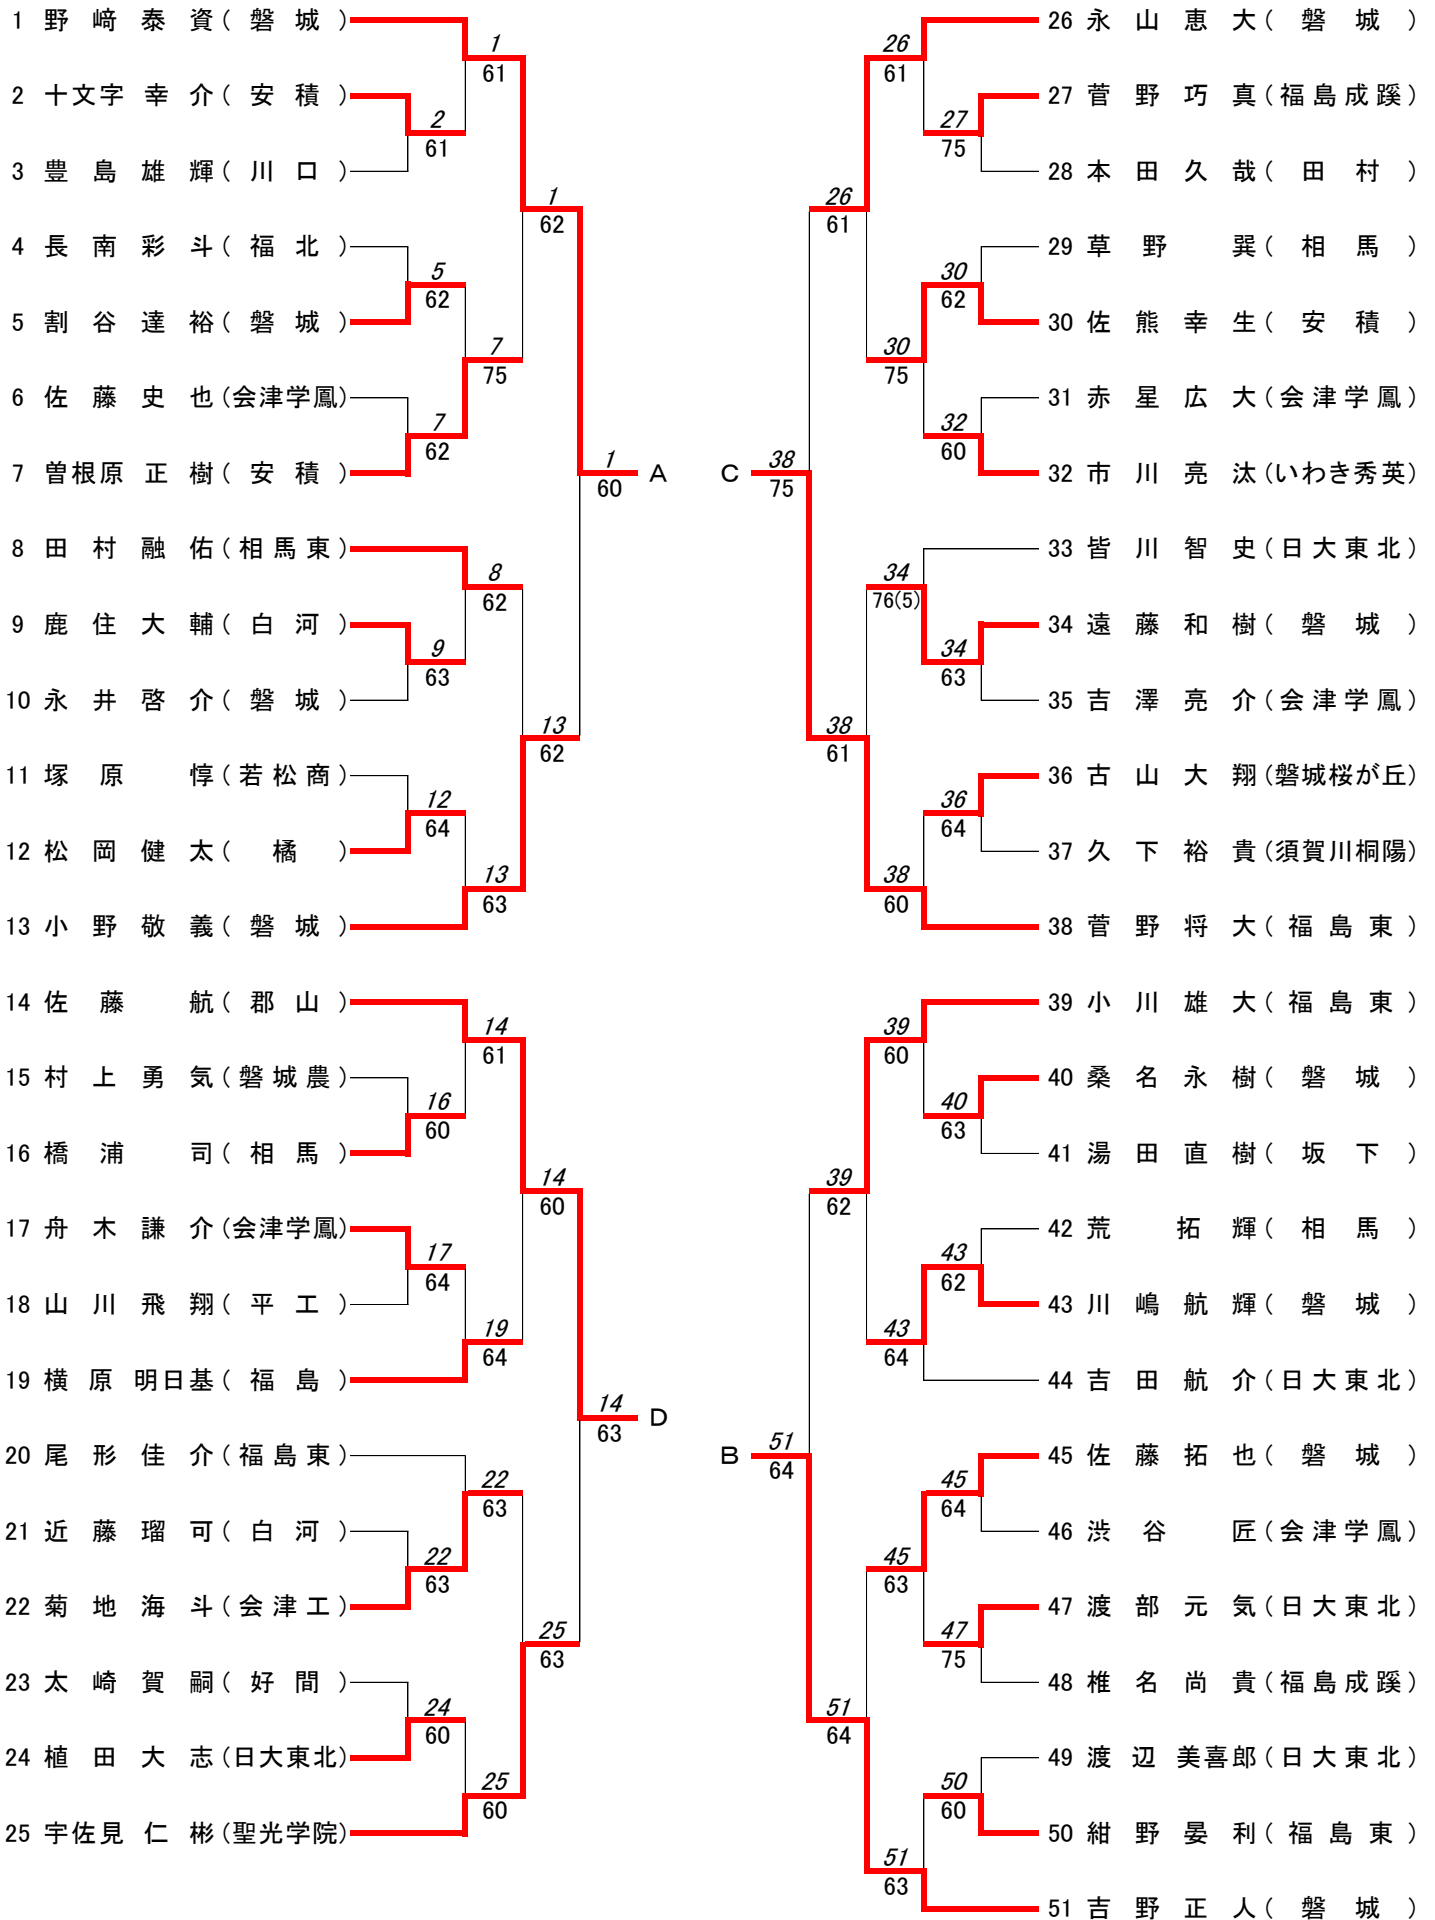 1 野﨑泰資(磐城)
2 十文字幸介(安積)
3 豊島雄輝(川口)
4 長南彩斗(福北)
5 割谷達裕(磐城)
6 佐藤史也(会津学鳳)
7 曽根原正樹(安積)
8 田村融佑(相馬東)
9 鹿住大輔(白河)
10 永井啓介(磐城)
11 塚原惇(若松商)
12 松岡健太(橘)
13 小野敬義(磐城)
14 佐藤航(郡山)
15 村上勇気(磐城農)
16 橋浦司(相馬)
17 舟木謙介(会津学鳳)
18 山川飛翔(平工)
19 横原明日基(福島)
20 尾形佳介(福島東)
21 近藤瑠可(白河)
22 菊地海斗(会津工)
23 太崎賀嗣(好間)
24 植田大志(日大東北)
25 宇佐見仁彬(聖光学院)
2
61
5
62
7
62
9
63
12
64
16
60
17
64
22
63
24
60
1
61
7
75
8
62
13
63
14
61
19
64
22
63
25
60
1
62
13
62
14
60
25
63
1
60
A
14
63
D
C
38
75
B
51
64
26
61
38
61
39
62
51
64
26
61
30
75
34
76(5)
38
60
39
60
43
64
45
63
51
63
27
75
30
62
32
60
34
63
36
64
40
63
43
62
45
64
47
75
50
60
26 永山恵大(磐城)
27 菅野巧真(福島成蹊)
28 本田久哉(田村)
29 草野巽(相馬)
30 佐熊幸生(安積)
31 赤星広大(会津学鳳)
32 市川亮汰(いわき秀英)
33 皆川智史(日大東北)
34 遠藤和樹(磐城)
35 吉澤亮介(会津学鳳)
36 古山大翔(磐城桜が丘)
37 久下裕貴(須賀川桐陽)
38 菅野将大(福島東)
39 小川雄大(福島東)
40 桑名永樹(磐城)
41 湯田直樹(坂下)
42 荒拓輝(相馬)
43 川嶋航輝(磐城)
44 吉田航介(日大東北)
45 佐藤拓也(磐城)
46 渋谷匠(会津学鳳)
47 渡部元気(日大東北)
48 椎名尚貴(福島成蹊)
49 渡辺美喜郎(日大東北)
50 紺野晏利(福島東)
51 吉野正人(磐城)